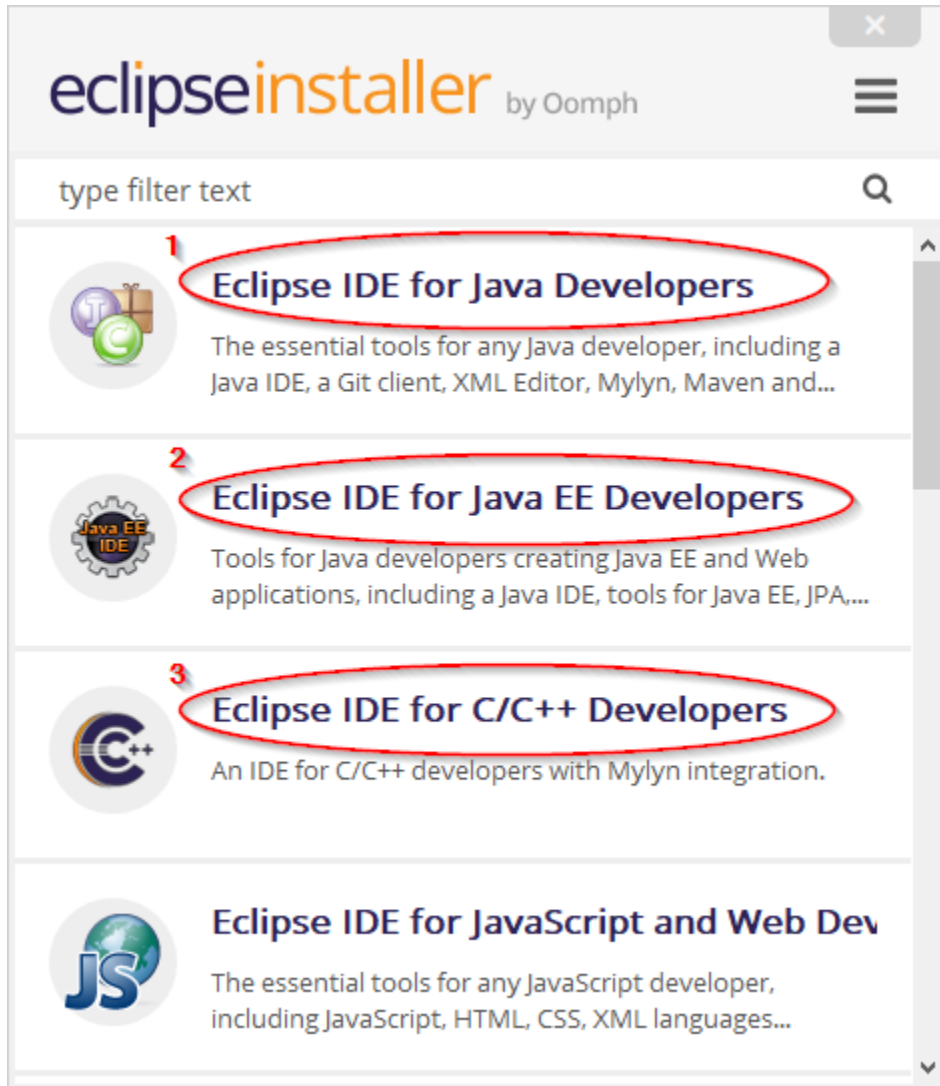 eclipseinstaller by Oomph
type filter text
1
Eclipse IDE for Java Developers
The essential tools for any Java developer, including a
Java IDE, a Git client, XML Editor, Mylyn, Maven and...
2
Eclipse IDE for Java EE Developers
Java EE
IDE
Tools for Java developers creating Java EE and Web
applications, including a Java IDE, tools for Java EE, JPA,...
3
Eclipse IDE for C/C++ Developers
C++
An IDE for C/C++ developers with Mylyn integration.
Eclipse IDE for JavaScript and Web Dev
JS
The essential tools for any JavaScript developer,
including JavaScript, HTML, CSS, XML languages...